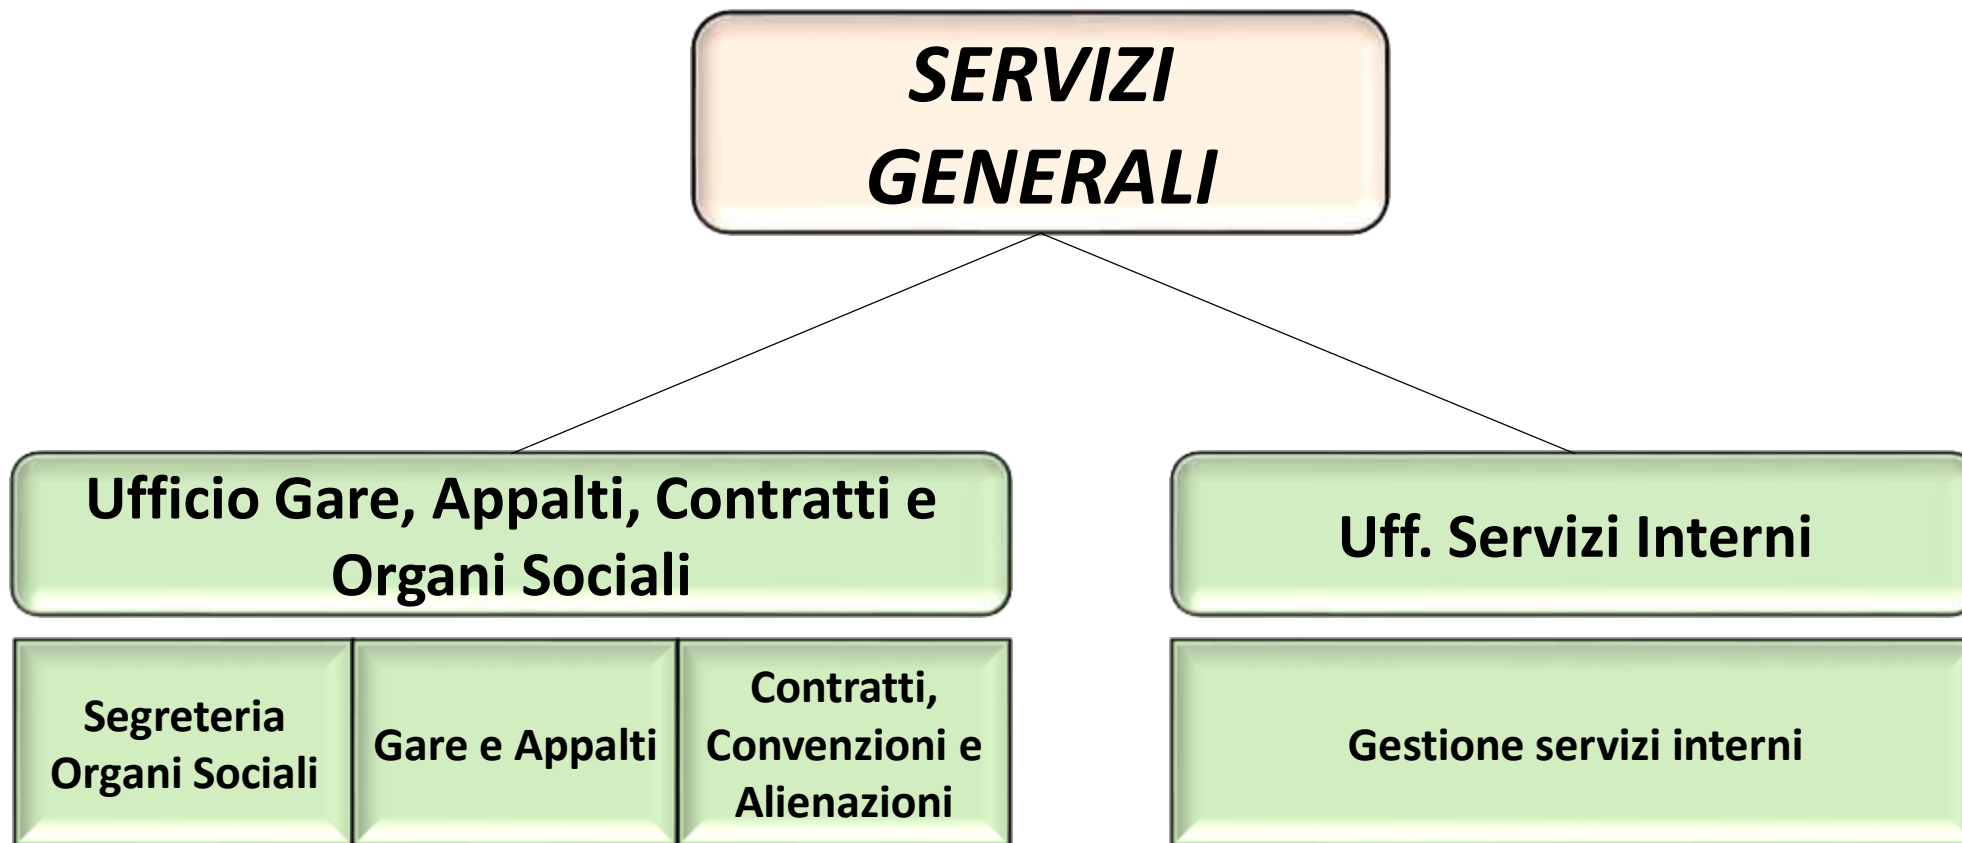 SERVIZI
GENERALI
Ufficio Gare, Appalti, Contratti e
Organi Sociali
Uff. Servizi Interni
Segreteria
Organi Sociali
Gare e Appalti
Contratti,
Convenzioni e
Alienazioni
Gestione servizi interni